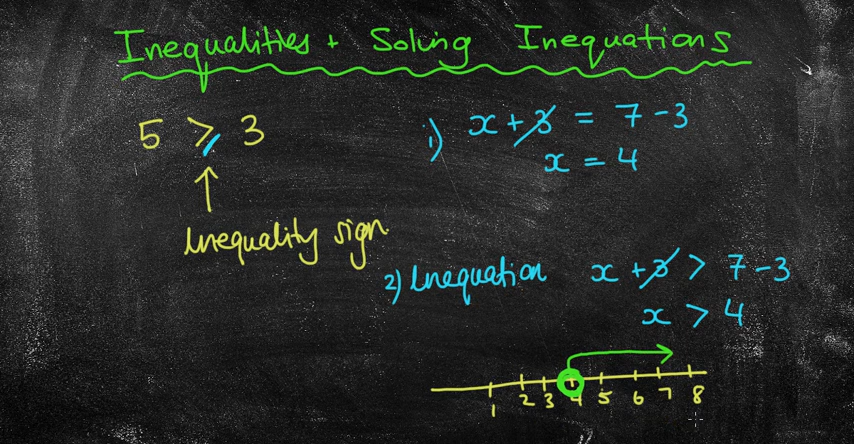 Inequalities + Solving Inequations
5 ⩾ 3
Inequality sign
1) x + 3 = 7 - 3
x = 4
2) Inequation x + 3 > 7 - 3
x > 4
1 2 3 4 5 6 7 8